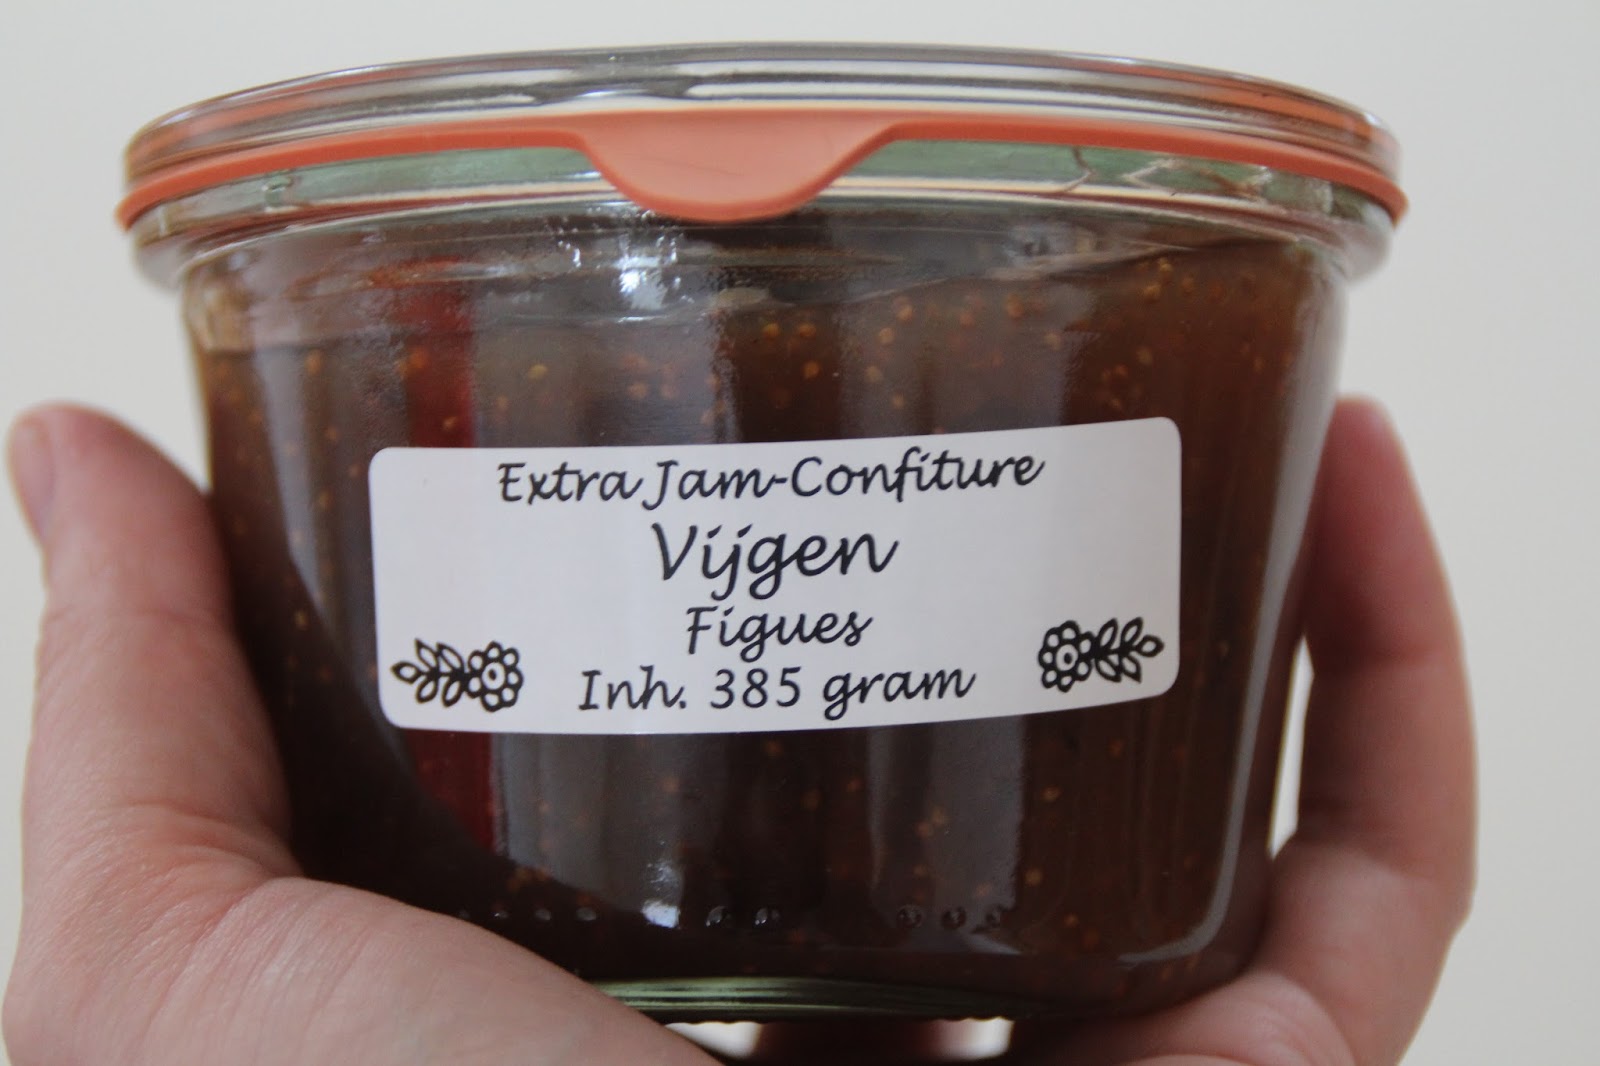 Extra Jam-Confiture
Vijgen
Figues
Inh. 385 gram